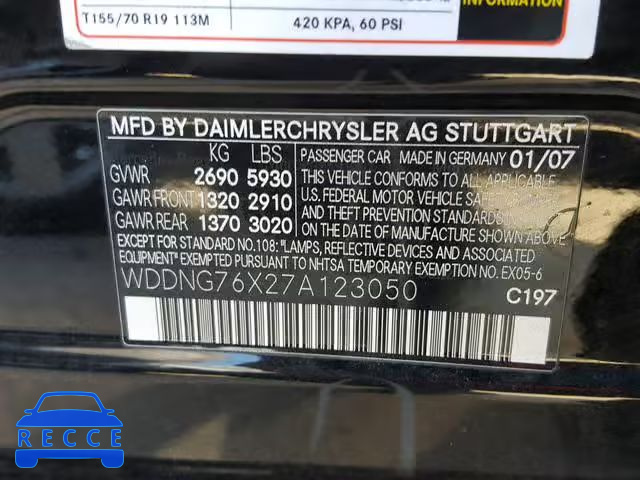 T155/70 R19 113M
420 KPA, 60 PSI
INFORMATION
MFD BY DAIMLERCHRYSLER AG STUTTGART
KG LBS PASSENGER CAR MADE IN GERMANY 01/07
GVWR 2690 5930 THIS VEHICLE CONFORMS TO ALL APPLICABLE
GAWR FRONT 1320 2910 U.S. FEDERAL MOTOR VEHICLE SAFETY, BUMPER,
GAWR REAR 1370 3020 AND THEFT PREVENTION STANDARDS IN EFFECT
ON THE DATE OF MANUFACTURE SHOWN ABOVE
EXCEPT FOR STANDARD NO.108: "LAMPS, REFLECTIVE DEVICES AND ASSOCIATED
EQUIPMENT" EXEMPTED PURSUANT TO NHTSA TEMPORARY EXEMPTION NO. EX05-6
WDDNG76X27A123050
C197
RECCE